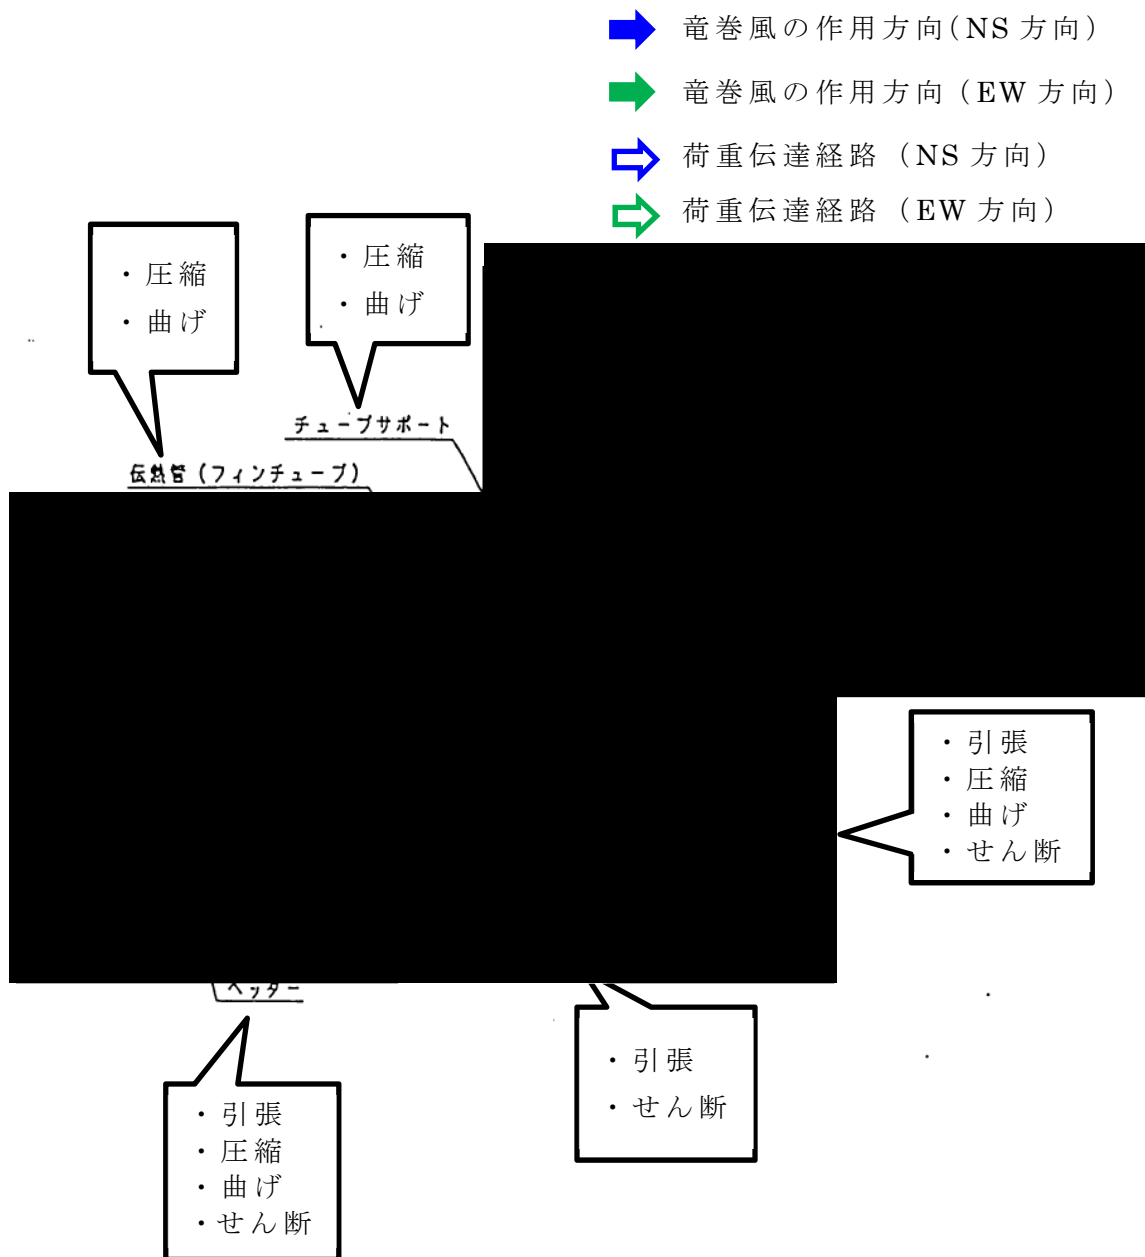 竜巻風の作用方向(NS 方向)
竜巻風の作用方向(EW 方向)
荷重伝達経路(NS 方向)
荷重伝達経路(EW 方向)
・圧縮
・曲げ
・圧縮
・曲げ
チューブサポート
伝熱管(フィンチューブ)
・引張
・圧縮
・曲げ
・せん断
ヘッダー
・引張
・せん断
・引張
・圧縮
・曲げ
・せん断